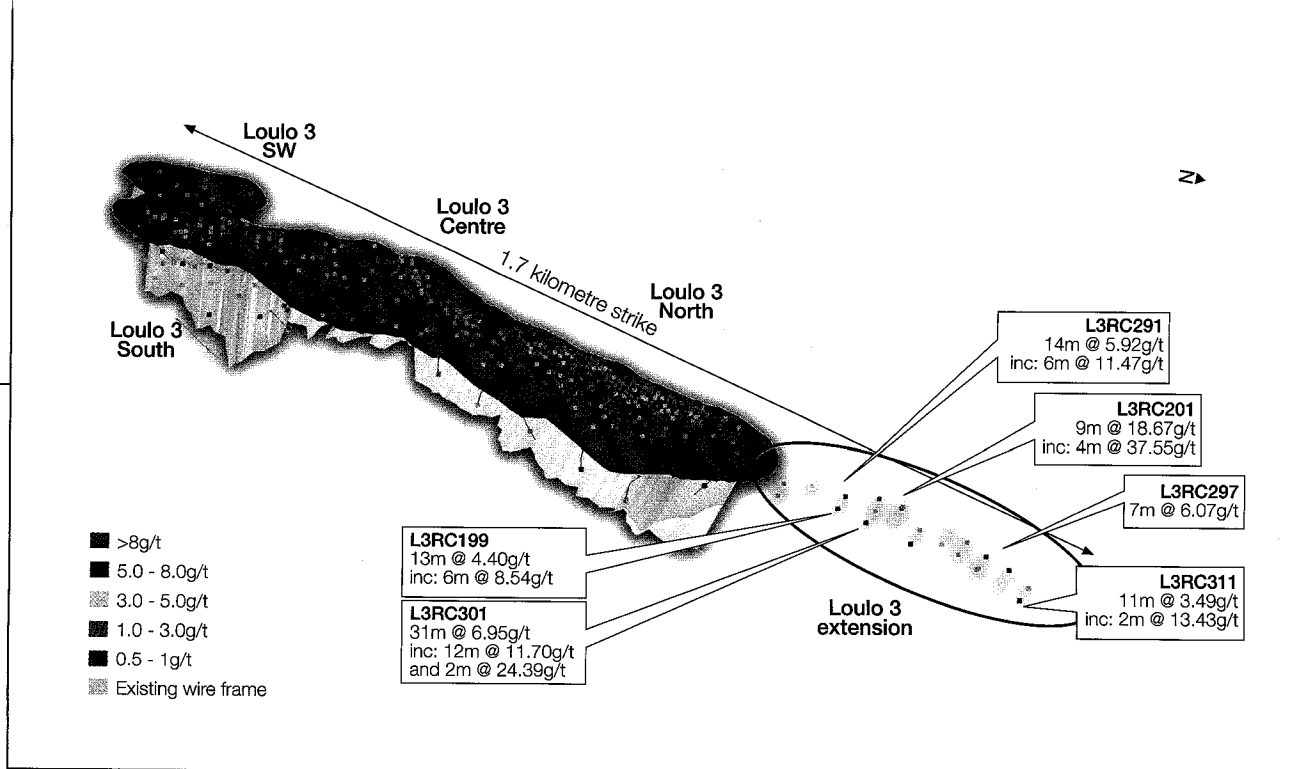 Loulo 3
SW
Loulo 3
Centre
N
1.7 kilometre strike
Loulo 3
North
Loulo 3
South
L3RC291
14m @ 5.92g/t
inc: 6m @ 11.47g/t
L3RC201
9m @ 18.67g/t
inc: 4m @ 37.55g/t
L3RC297
7m @ 6.07g/t
L3RC199
13m @ 4.40g/t
inc: 6m @ 8.54g/t
L3RC301
31m @ 6.95g/t
inc: 12m @ 11.70g/t
and 2m @ 24.39g/t
L3RC311
11m @ 3.49g/t
inc: 2m @ 13.43g/t
Loulo 3
extension
>8g/t
5.0 - 8.0g/t
3.0 - 5.0g/t
1.0 - 3.0g/t
0.5 - 1g/t
Existing wire frame